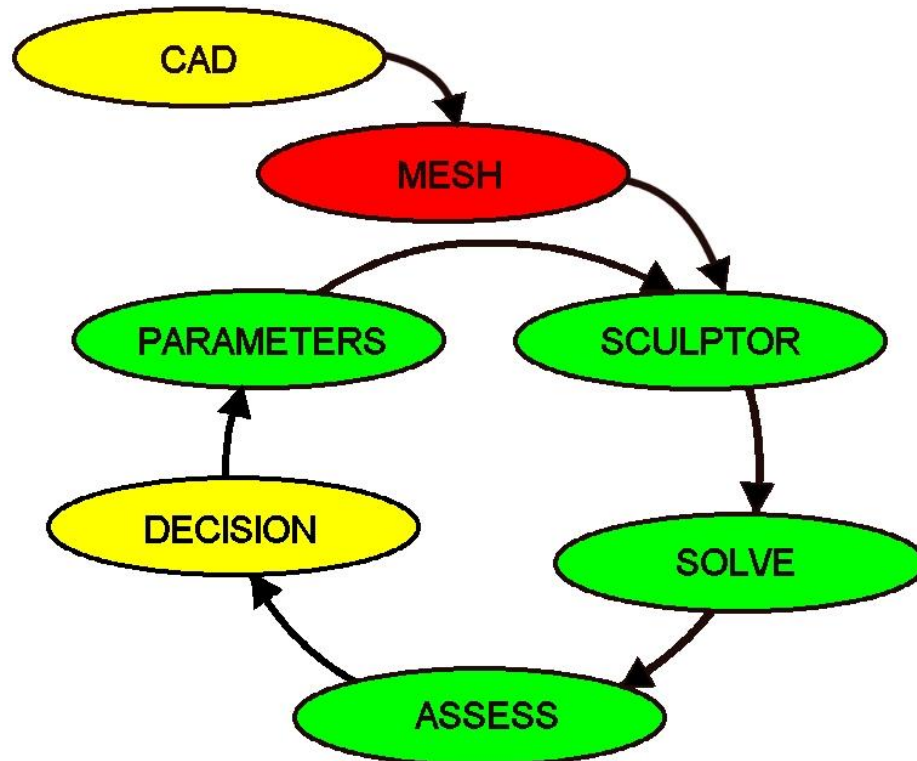 CAD
MESH
PARAMETERS
SCULPTOR
DECISION
SOLVE
ASSESS